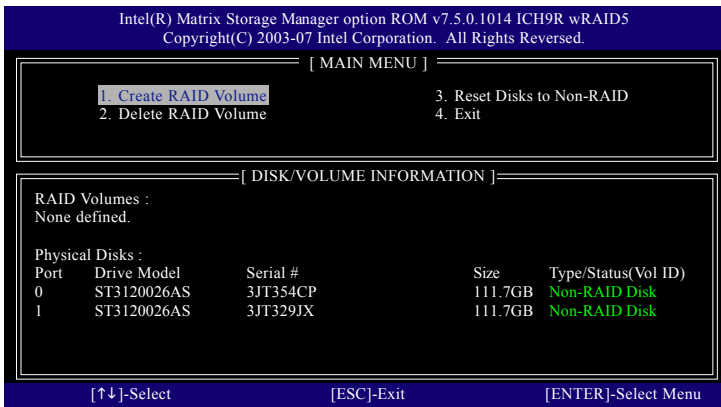 Intel(R) Matrix Storage Manager option ROM v7.5.0.1014 ICH9R wRAID5
Copyright(C) 2003-07 Intel Corporation. All Rights Reversed.
[ MAIN MENU ]
1. Create RAID Volume 3. Reset Disks to Non-RAID
2. Delete RAID Volume 4. Exit
[ DISK/VOLUME INFORMATION ]
RAID Volumes :
None defined.
Physical Disks :
Port Drive Model Serial # Size Type/Status(Vol ID)
0 ST3120026AS 3JT354CP 111.7GB Non-RAID Disk
1 ST3120026AS 3JT329JX 111.7GB Non-RAID Disk
[↑↓]-Select [ESC]-Exit [ENTER]-Select Menu